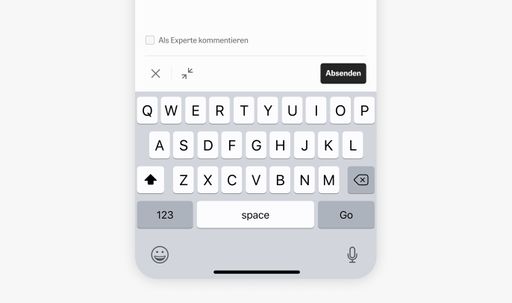 Als Experte kommentieren
Absenden
Q W E R T Y U I O P
A S D F G H J K L
Z X C V B N M
123 space Go